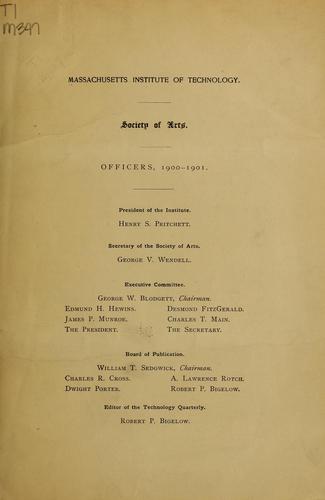 T1
M347
MASSACHUSETTS INSTITUTE OF TECHNOLOGY.
Society of Arts.
OFFICERS, 1900-1901.
President of the Institute.
HENRY S. PRITCHETT.
Secretary of the Society of Arts.
GEORGE V. WENDELL.
Executive Committee.
GEORGE W. BLODGETT, Chairman.
EDMUND H. HEWINS. DESMOND FITZGERALD.
JAMES P. MUNROE. CHARLES T. MAIN.
THE PRESIDENT. THE SECRETARY.
Board of Publication.
WILLIAM T. SEDGWICK, Chairman.
CHARLES R. CROSS. A. LAWRENCE ROTCH.
DWIGHT PORTER. ROBERT P. BIGELOW.
Editor of the Technology Quarterly.
ROBERT P. BIGELOW.